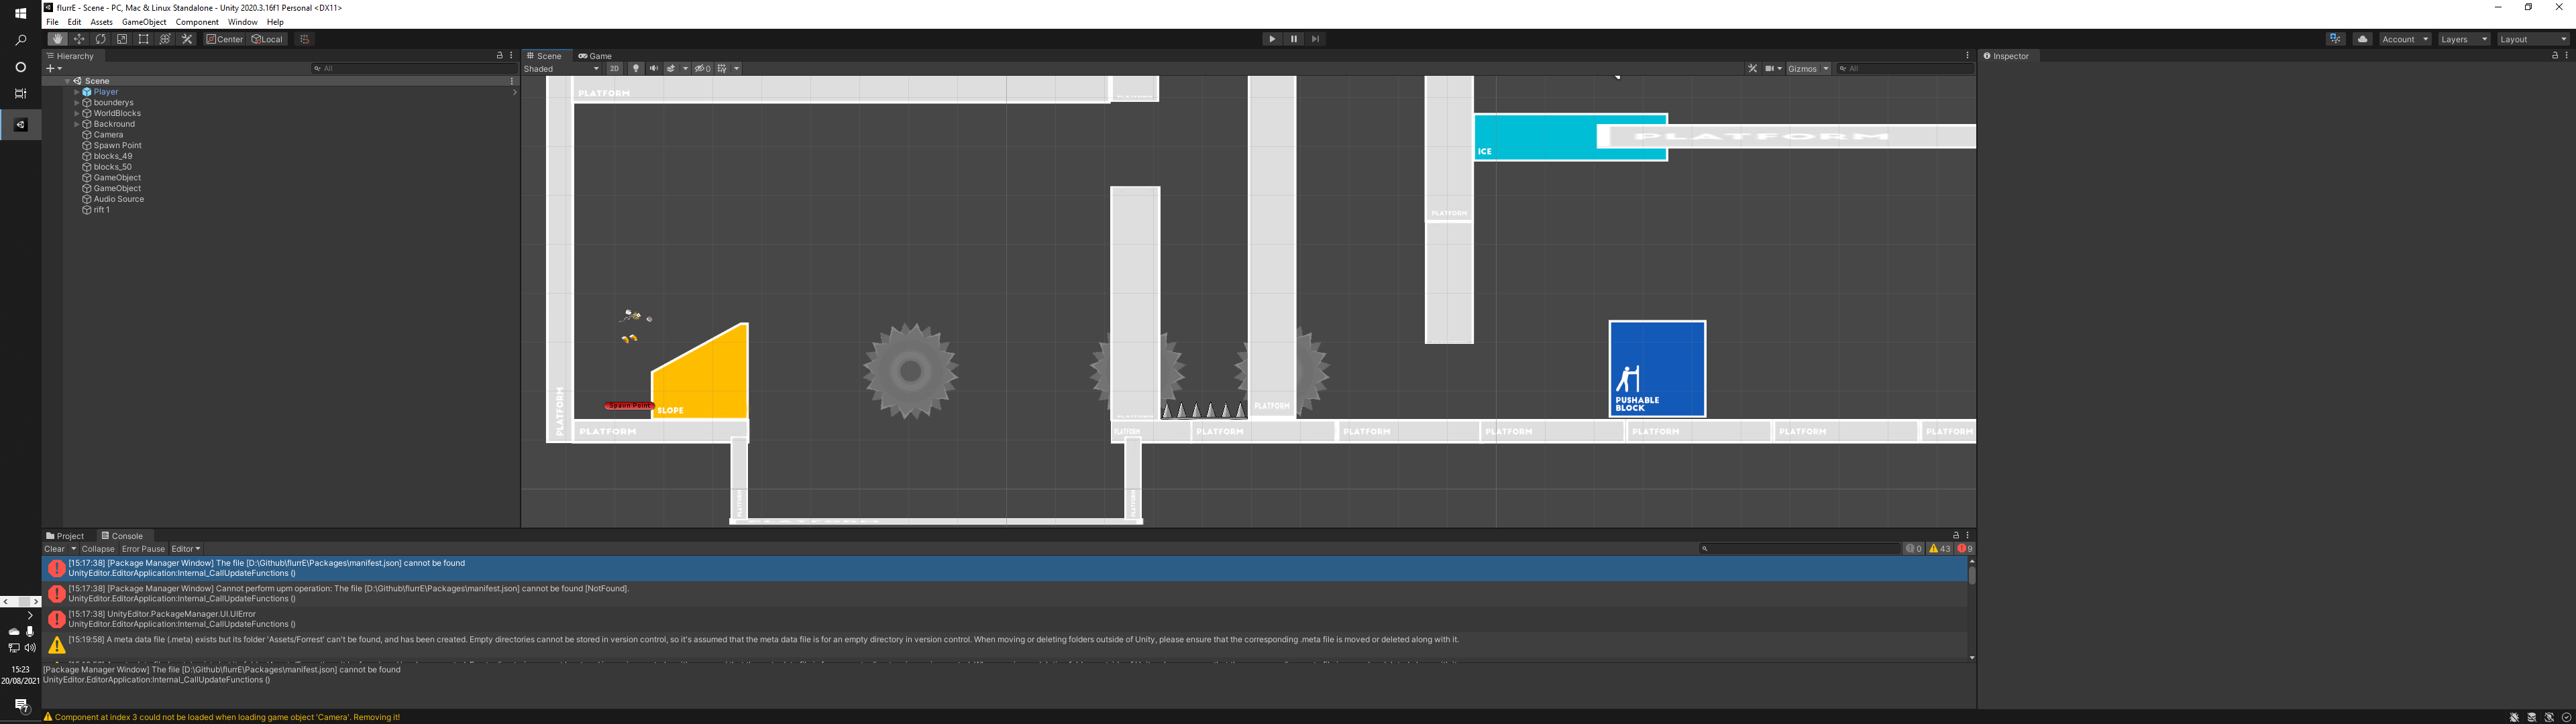 flurrE - Scene - PC, Mac & Linux Standalone - Unity 2020.3.16f1 Personal <DX11>
File Edit Assets GameObject Component Window Help
Center Local
Account Layers Layout
Hierarchy
All
Scene
Player
bounderys
WorldBlocks
Backround
Camera
Spawn Point
blocks_49
blocks_50
GameObject
GameObject
Audio Source
rift 1
Scene Game
Shaded 2D 0 Gizmos All
Inspector
PLATFORM
PLATFORM
ICE
PLATFORM
PLATFORM
PLATFORM
Spawn Point
SLOPE
PLATFORM
PUSHABLE
BLOCK
PLATFORM
PLATFORM
PLATFORM
PLATFORM
PLATFORM
PLATFORM
PLATFORM
PLATFORM
PLATFORM
PLATFORM
PLATFORM
Project Console
Clear Collapse Error Pause Editor
0 43 9
[15:17:38] [Package Manager Window] The file [D:\Github\flurrE\Packages\manifest.json] cannot be found
UnityEditor.EditorApplication:Internal_CallUpdateFunctions ()
[15:17:38] [Package Manager Window] Cannot perform upm operation: The file [D:\Github\flurrE\Packages\manifest.json] cannot be found [NotFound].
UnityEditor.EditorApplication:Internal_CallUpdateFunctions ()
[15:17:38] UnityEditor.PackageManager.UI.UIError
UnityEditor.EditorApplication:Internal_CallUpdateFunctions ()
[15:19:58] A meta data file (.meta) exists but its folder 'Assets/Forrest' can't be found, and has been created. Empty directories cannot be stored in version control, so it's assumed that the meta data file is for an empty directory in version control. When moving or deleting folders outside of Unity, please ensure that the corresponding .meta file is moved or deleted along with it.
[Package Manager Window] The file [D:\Github\flurrE\Packages\manifest.json] cannot be found
UnityEditor.EditorApplication:Internal_CallUpdateFunctions ()
Component at index 3 could not be loaded when loading game object 'Camera'. Removing it!
15:23
20/08/2021
7